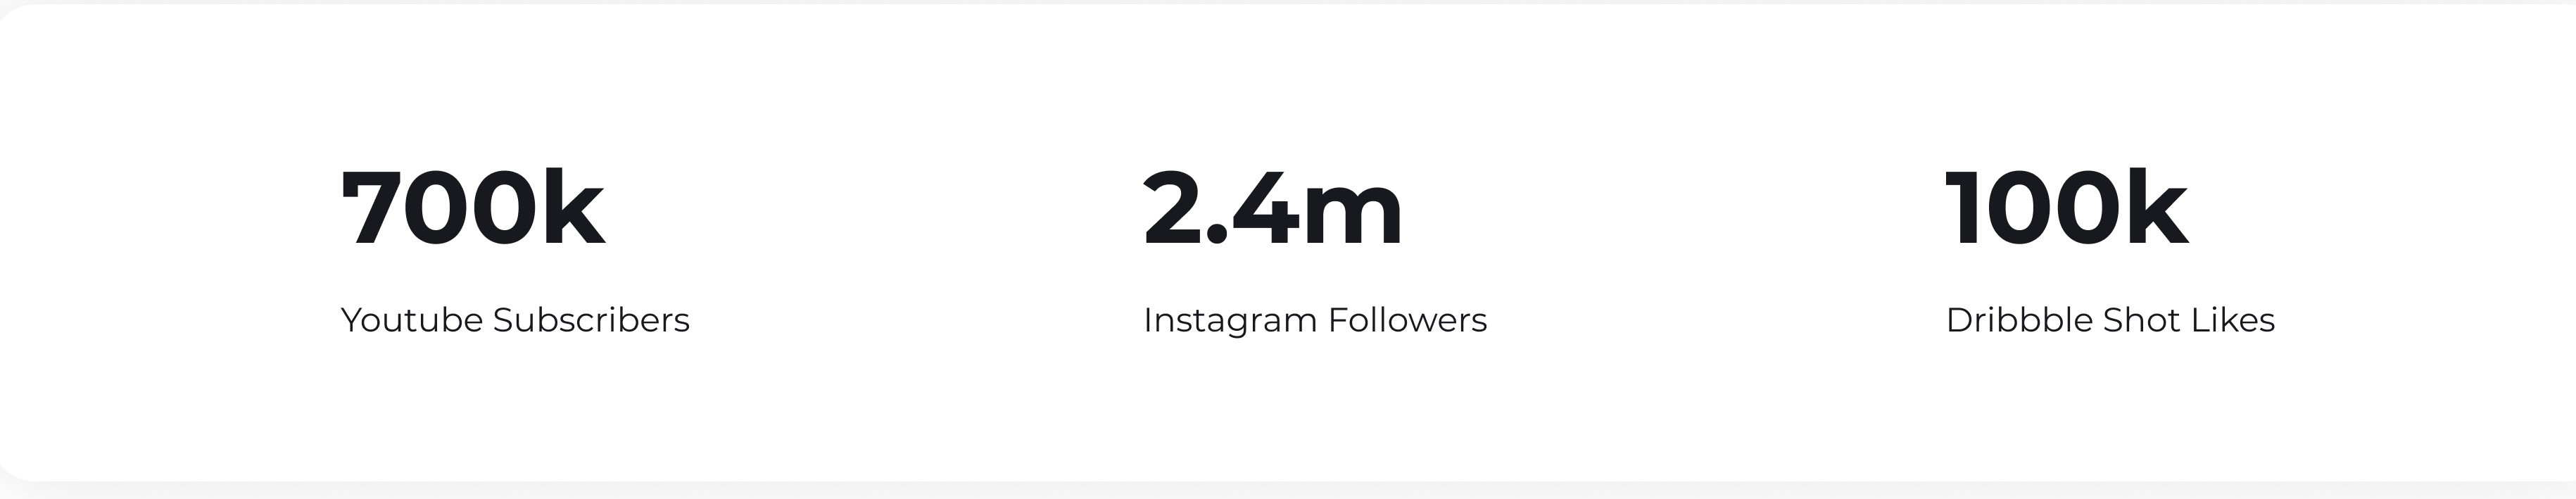 700k
2.4m
100k
Youtube Subscribers
Instagram Followers
Dribbble Shot Likes